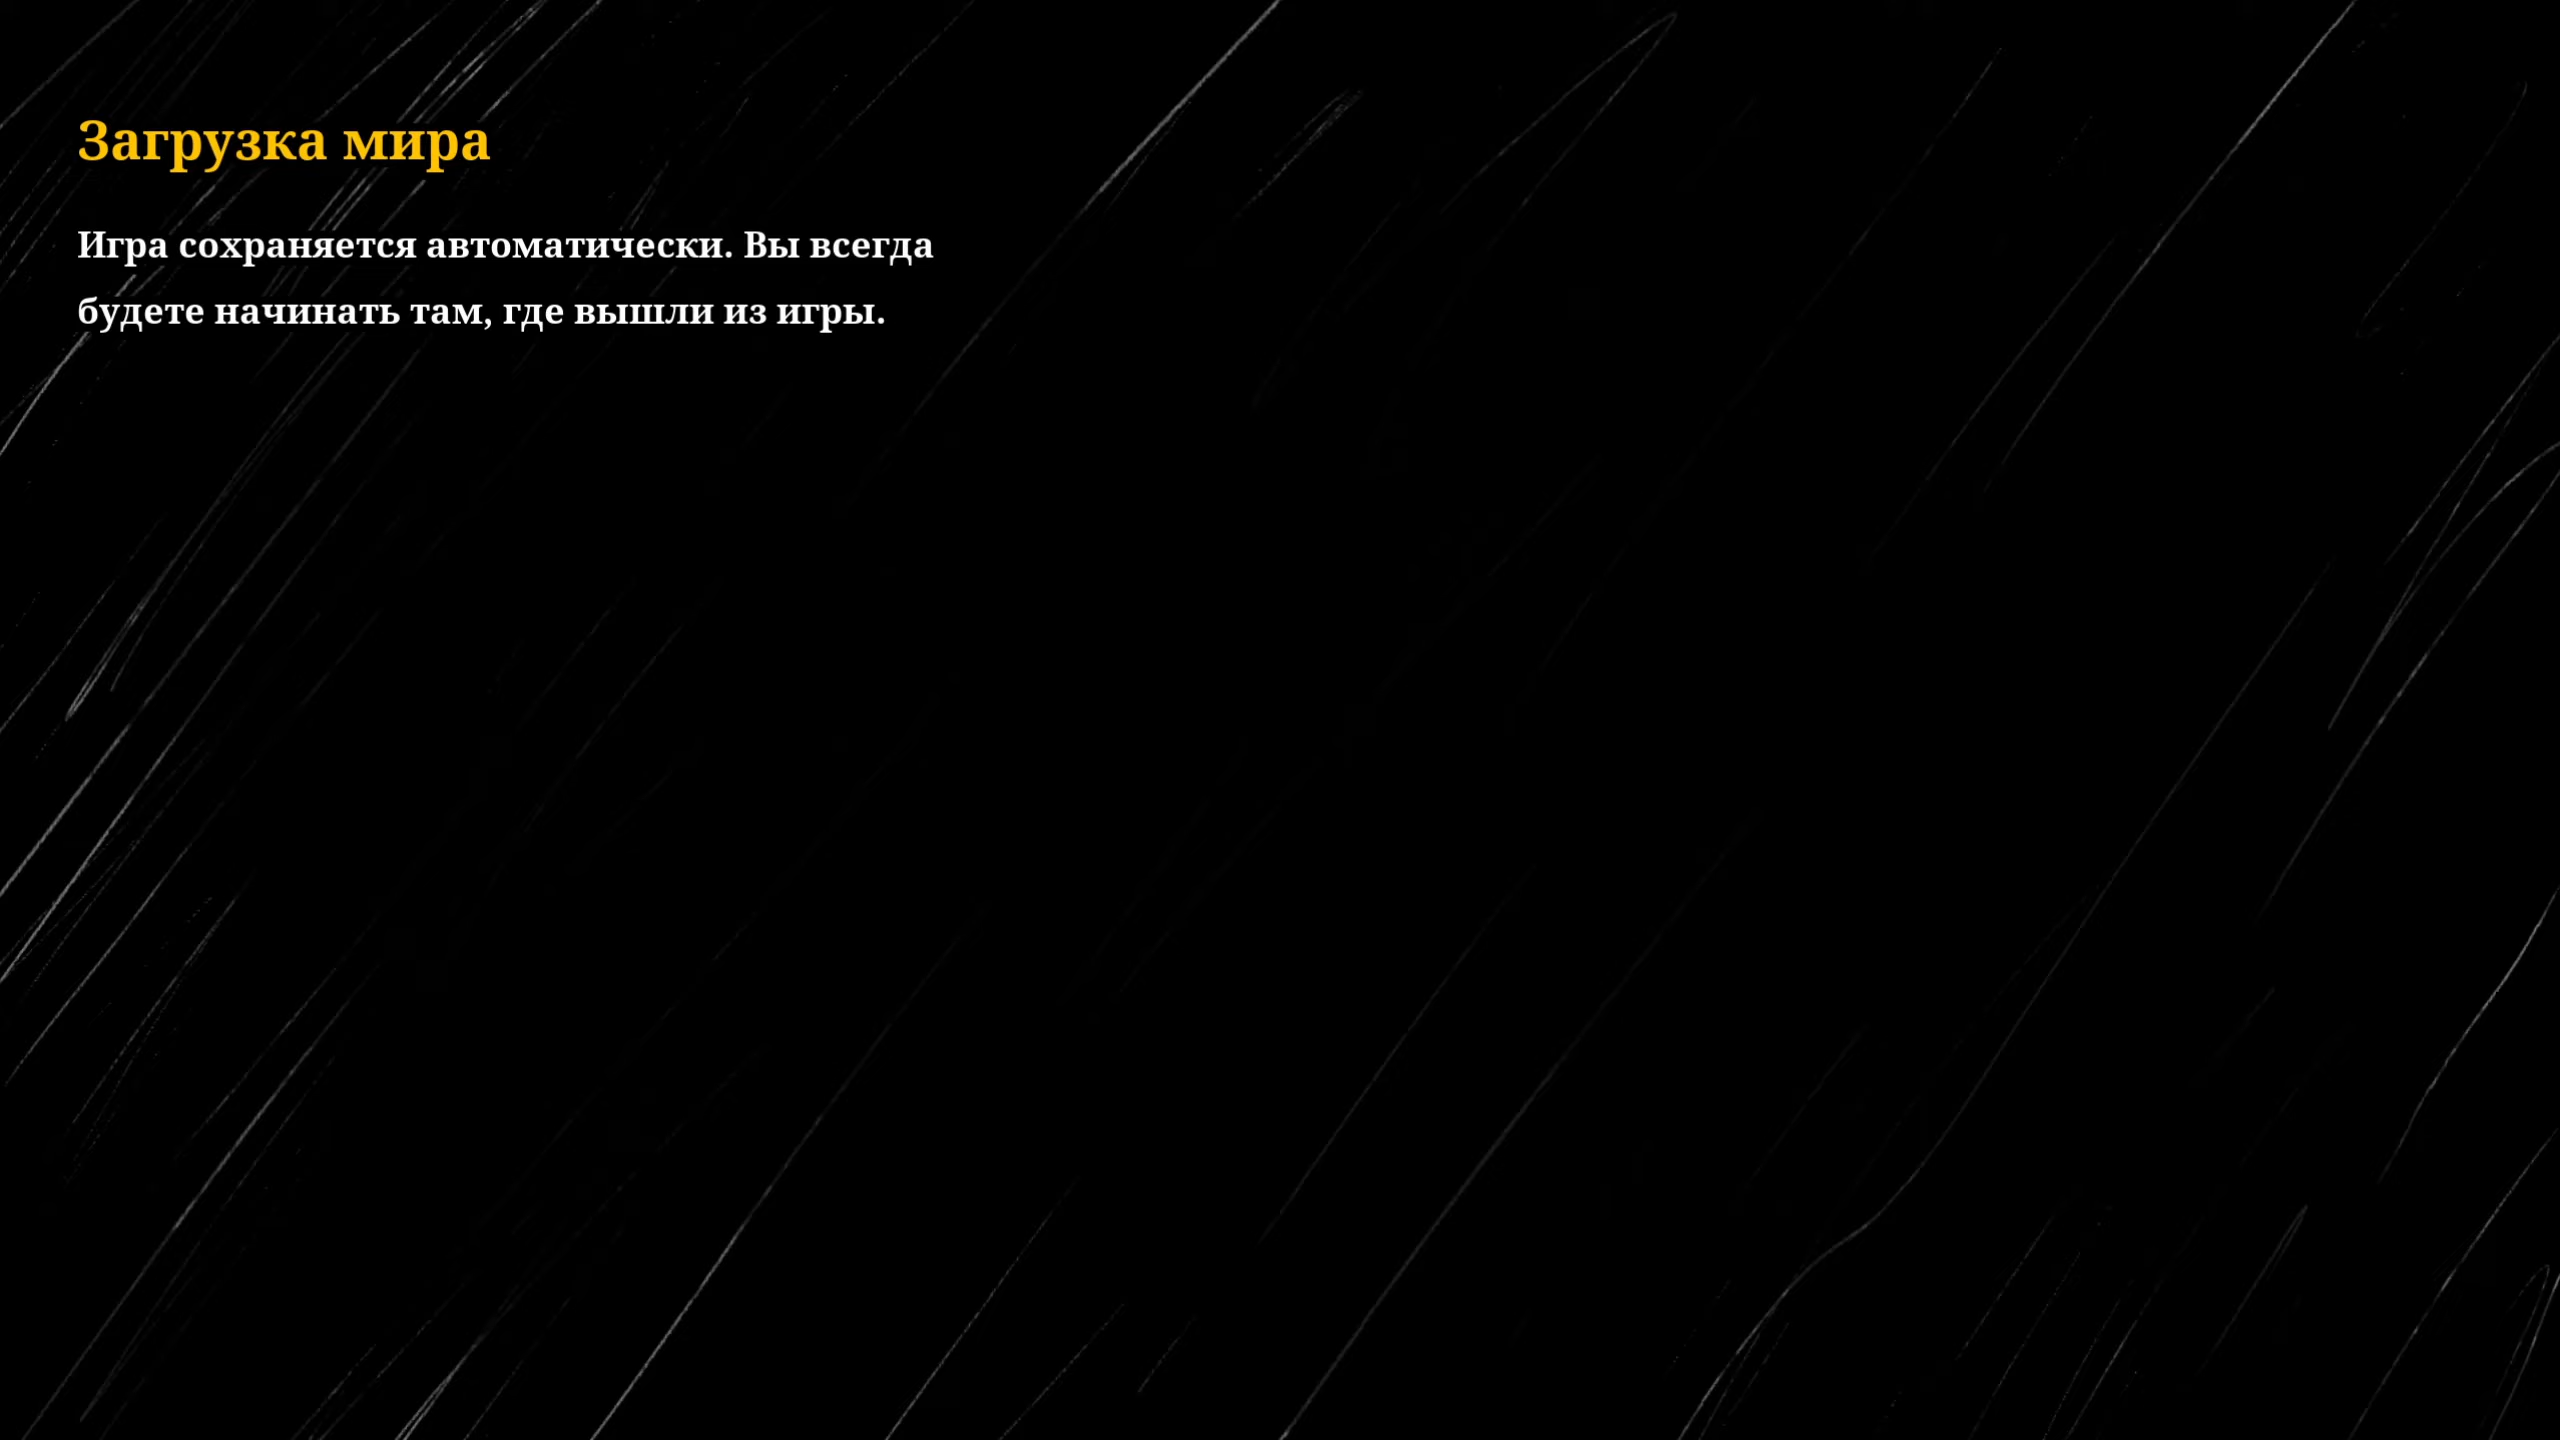 Загрузка мира
Игра сохраняется автоматически. Вы всегда
будете начинать там, где вышли из игры.